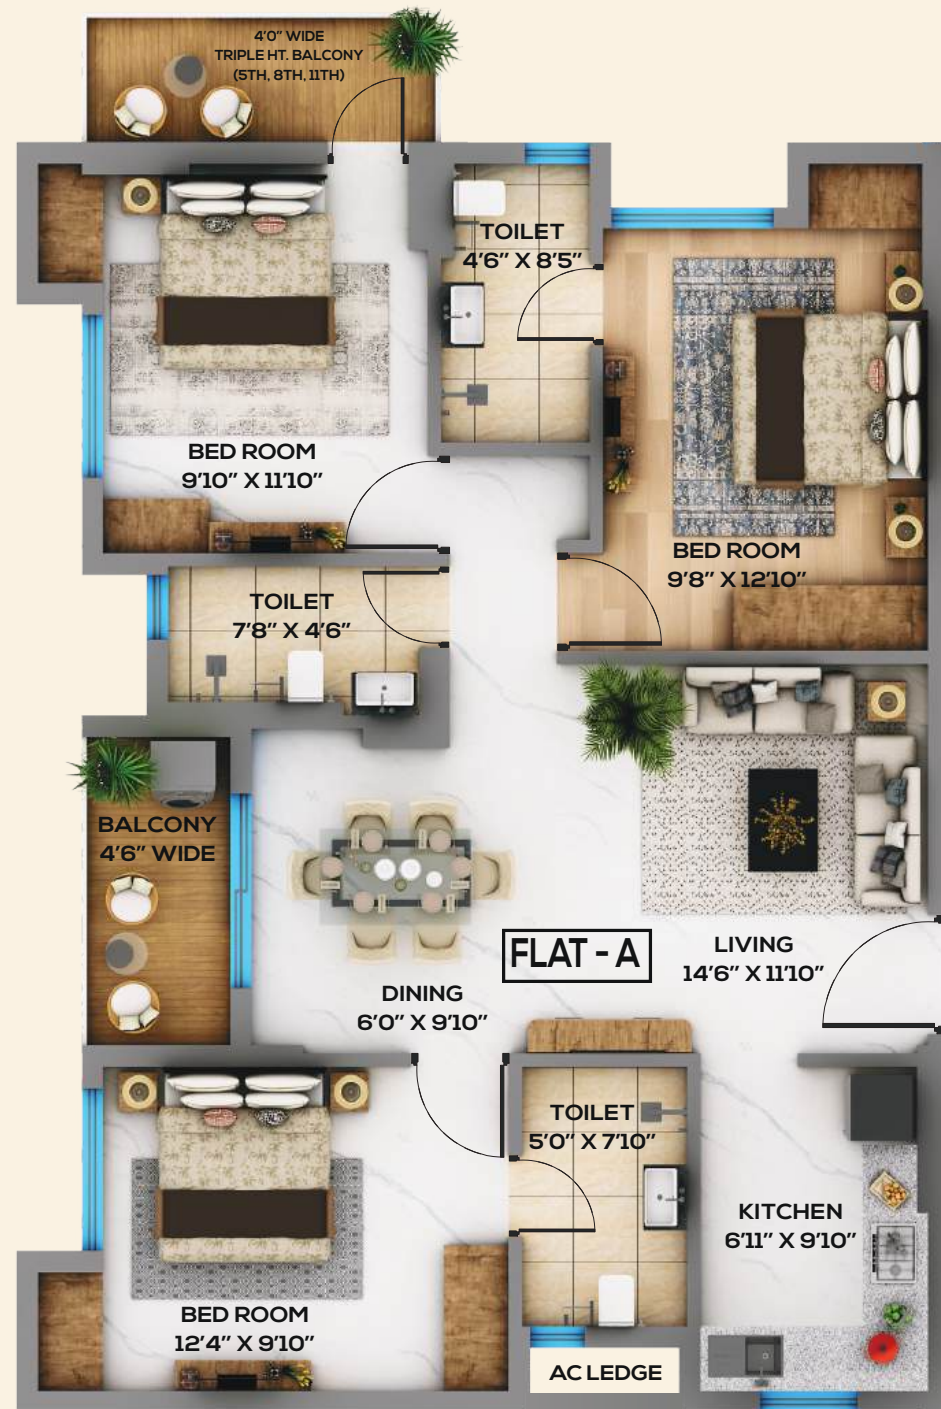 4'0" WIDE
TRIPLE HT. BALCONY
(5TH, 8TH, 11TH)
TOILET
4'6" X 8'5"
BED ROOM
9'10" X 11'10"
BED ROOM
9'8" X 12'10"
TOILET
7'8" X 4'6"
BALCONY
4'6" WIDE
FLAT - A
LIVING
14'6" X 11'10"
DINING
6'0" X 9'10"
TOILET
5'0" X 7'10"
KITCHEN
6'11" X 9'10"
BED ROOM
12'4" X 9'10"
AC LEDGE